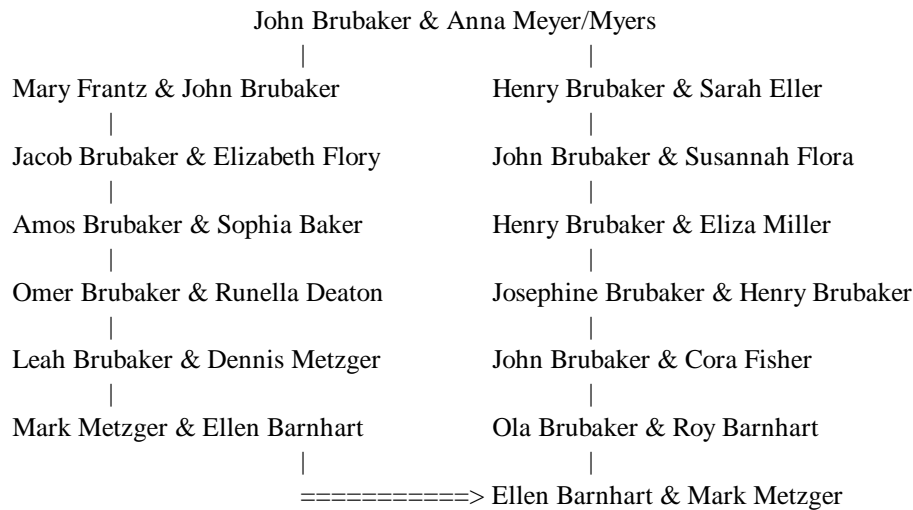 John Brubaker & Anna Meyer/Myers
| |
Mary Frantz & John Brubaker Henry Brubaker & Sarah Eller
| |
Jacob Brubaker & Elizabeth Flory John Brubaker & Susannah Flora
| |
Amos Brubaker & Sophia Baker Henry Brubaker & Eliza Miller
| |
Omer Brubaker & Runella Deaton Josephine Brubaker & Henry Brubaker
| |
Leah Brubaker & Dennis Metzger John Brubaker & Cora Fisher
| |
Mark Metzger & Ellen Barnhart Ola Brubaker & Roy Barnhart
| |
===========> Ellen Barnhart & Mark Metzger